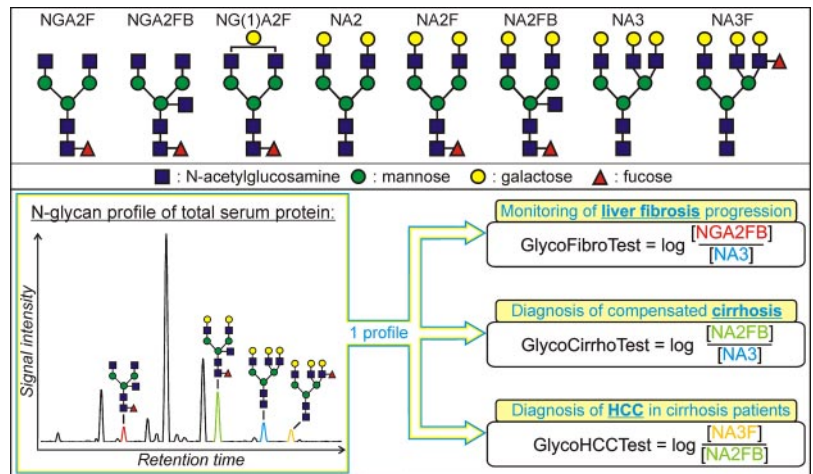 NGA2F NGA2FB NG(1)A2F NA2 NA2F NA2FB NA3 NA3F
: N-acetylglucosamine : mannose : galactose : fucose
N-glycan profile of total serum protein:
Signal intensity
Retention time
1 profile
Monitoring of liver fibrosis progression
GlycoFibroTest = log [NGA2FB] / [NA3]
Diagnosis of compensated cirrhosis
GlycoCirrhoTest = log [NA2FB] / [NA3]
Diagnosis of HCC in cirrhosis patients
GlycoHCCTest = log [NA3F] / [NA2FB]